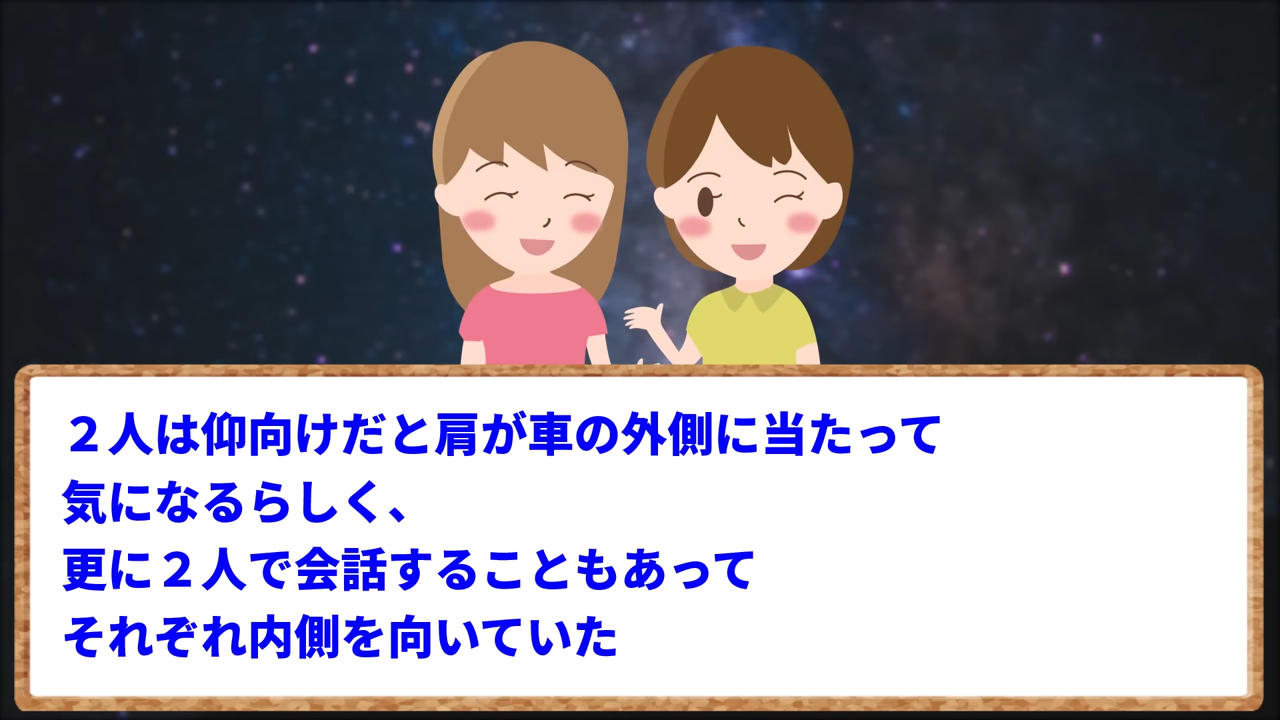 ２人は仰向けだと肩が車の外側に当たって
気になるらしく、
更に２人で会話することもあって
それぞれ内側を向いていた